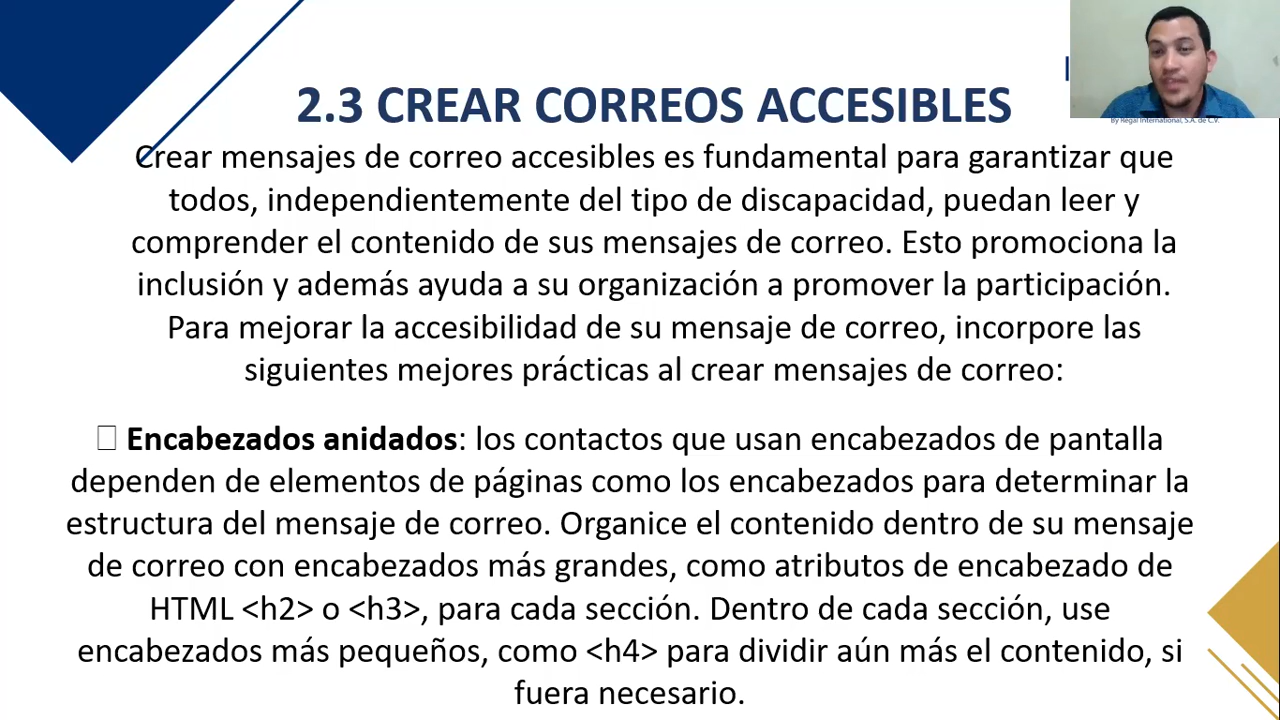 2.3 CREAR CORREOS ACCESIBLES
By Regal International, S.A. de C.V.
Crear mensajes de correo accesibles es fundamental para garantizar que
todos, independientemente del tipo de discapacidad, puedan leer y
comprender el contenido de sus mensajes de correo. Esto promociona la
inclusión y además ayuda a su organización a promover la participación.
Para mejorar la accesibilidad de su mensaje de correo, incorpore las
siguientes mejores prácticas al crear mensajes de correo:
Encabezados anidados: los contactos que usan encabezados de pantalla
dependen de elementos de páginas como los encabezados para determinar la
estructura del mensaje de correo. Organice el contenido dentro de su mensaje
de correo con encabezados más grandes, como atributos de encabezado de
HTML <h2> o <h3>, para cada sección. Dentro de cada sección, use
encabezados más pequeños, como <h4> para dividir aún más el contenido, si
fuera necesario.